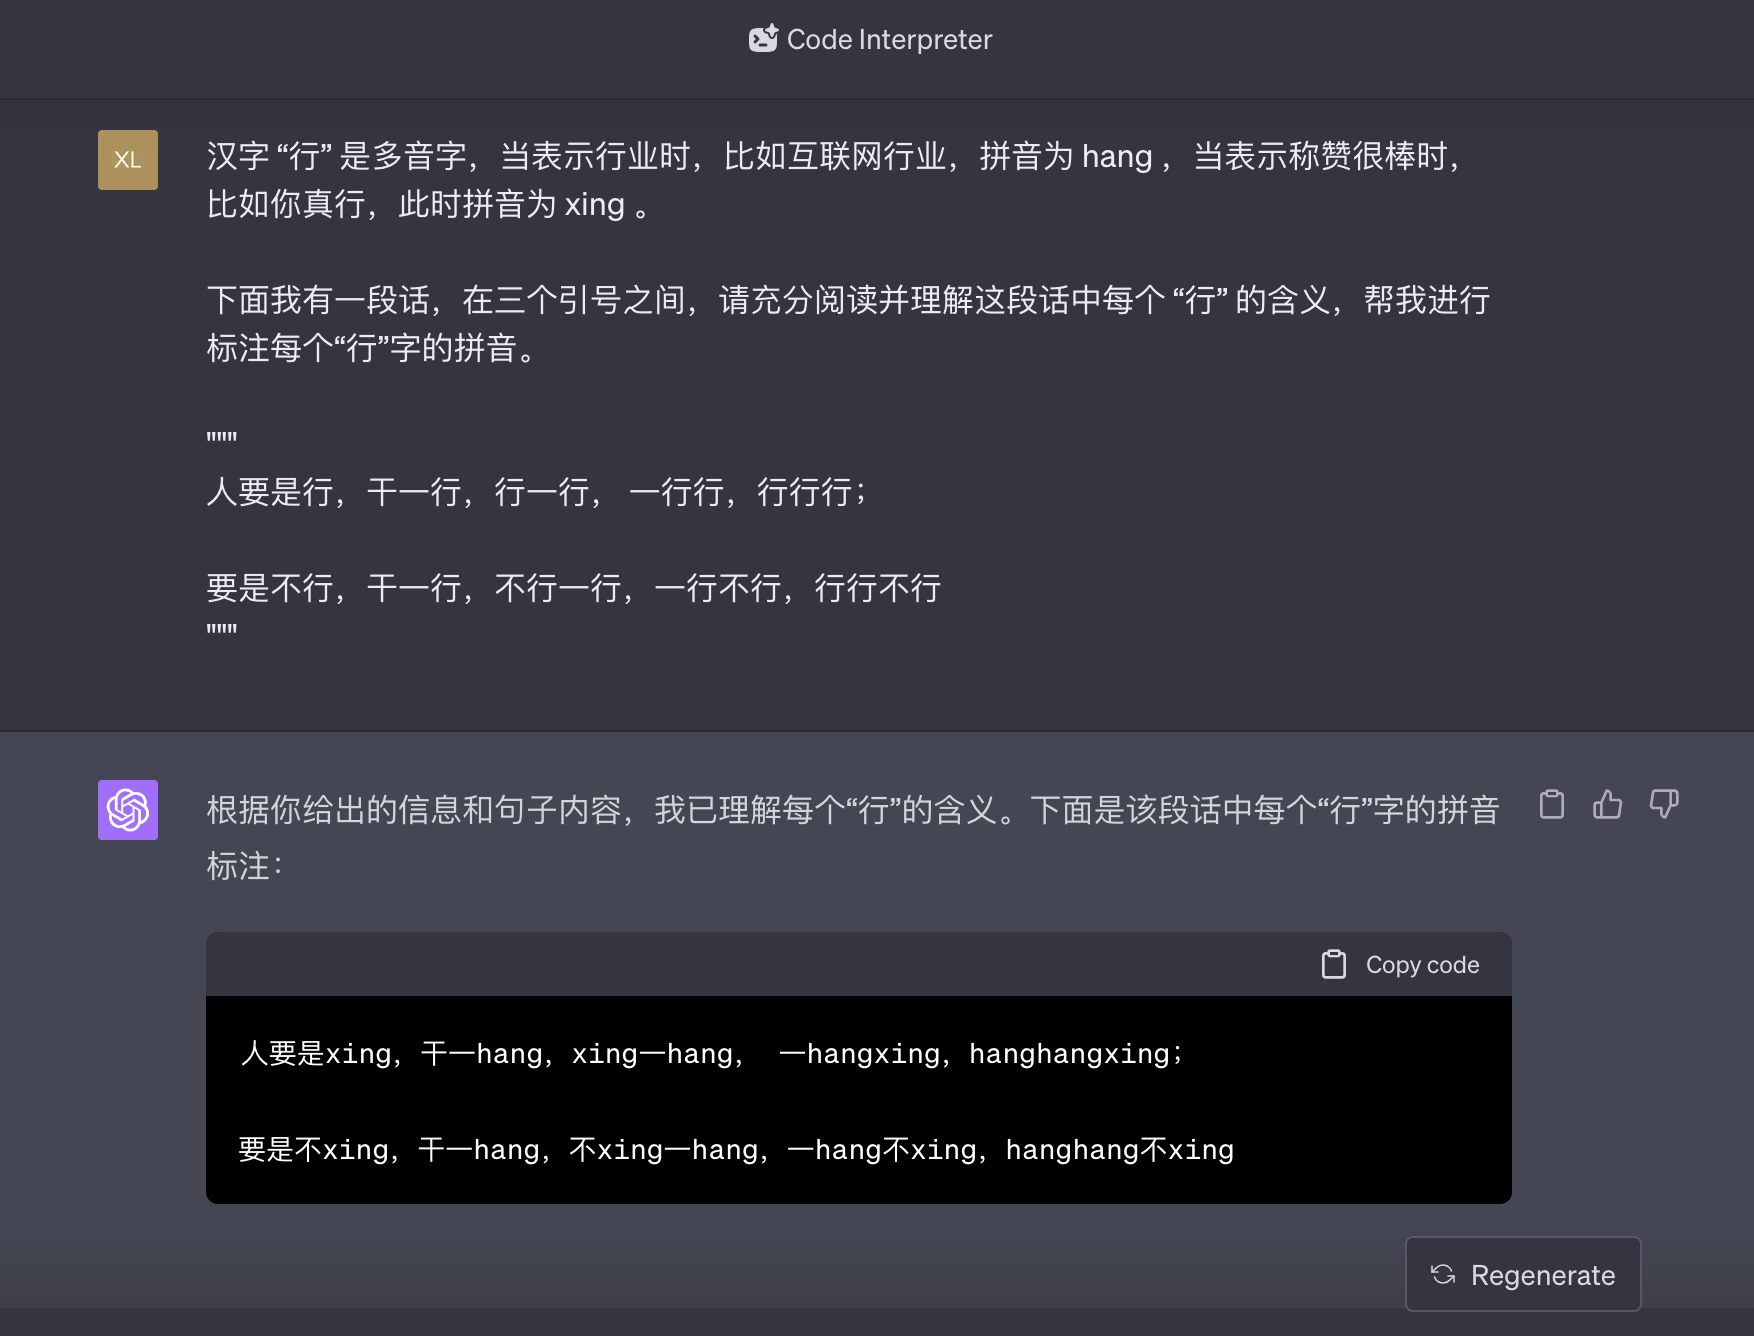 Code Interpreter
XL
汉字 “行” 是多音字，当表示行业时，比如互联网行业，拼音为 hang ，当表示称赞很棒时，
比如你真行，此时拼音为 xing 。
下面我有一段话，在三个引号之间，请充分阅读并理解这段话中每个 “行” 的含义，帮我进行
标注每个“行”字的拼音。
"""
人要是行，干一行，行一行， 一行行，行行行；
要是不行，干一行，不行一行，一行不行，行行不行
"""
根据你给出的信息和句子内容，我已理解每个“行”的含义。下面是该段话中每个“行”字的拼音
标注：
Copy code
人要是xing，干一hang，xing一hang， 一hangxing，hanghangxing；
要是不xing，干一hang，不xing一hang，一hang不xing，hanghang不xing
Regenerate